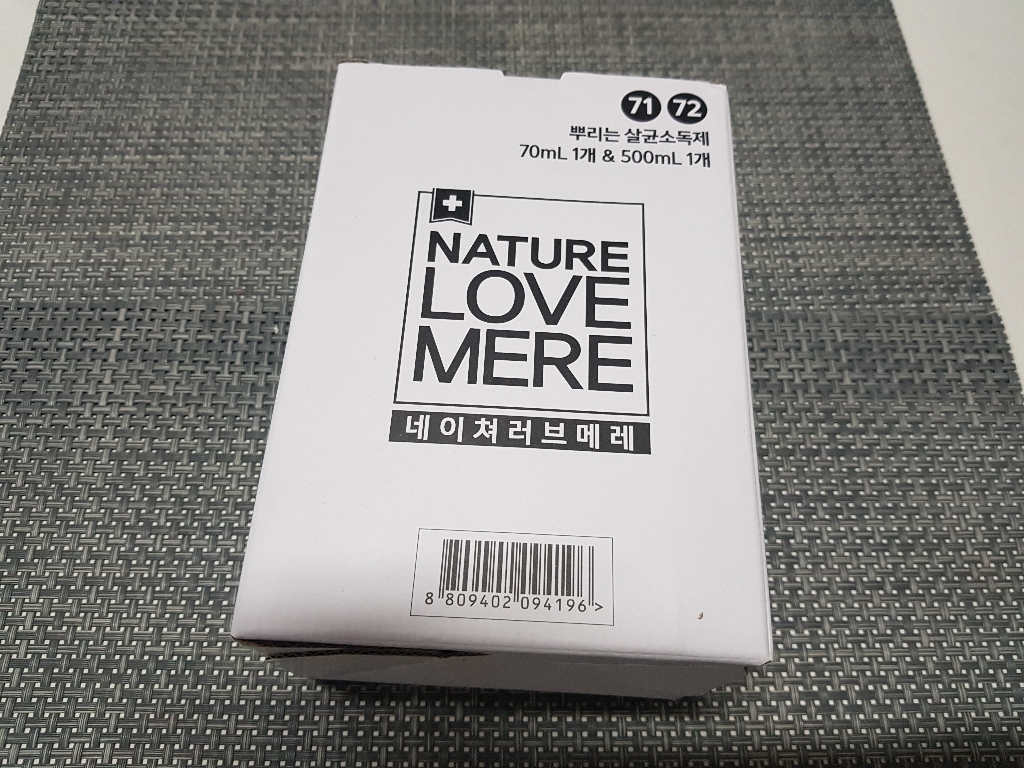 71 72
뿌리는 살균소독제
70mL 1개 & 500mL 1개
NATURE
LOVE
MERE
네이쳐러브메레
8 809402 094196 >